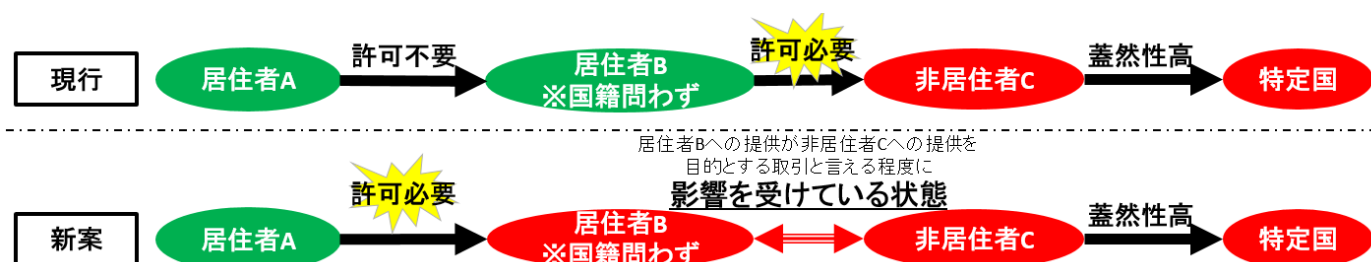 現行
居住者A
許可不要
居住者B
※国籍問わず
許可必要
非居住者C
蓋然性高
特定国
居住者Bへの提供が非居住者Cへの提供を
目的とする取引と言える程度に
影響を受けている状態
新案
居住者A
許可必要
居住者B
※国籍問わず
非居住者C
蓋然性高
特定国